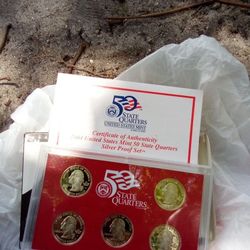 50
STATE
QUARTERS
UNITED STATES MINT
Certificate of Authenticity
United States Mint 50 State Quarters
Silver Proof Set
50
STATE
QUARTERS